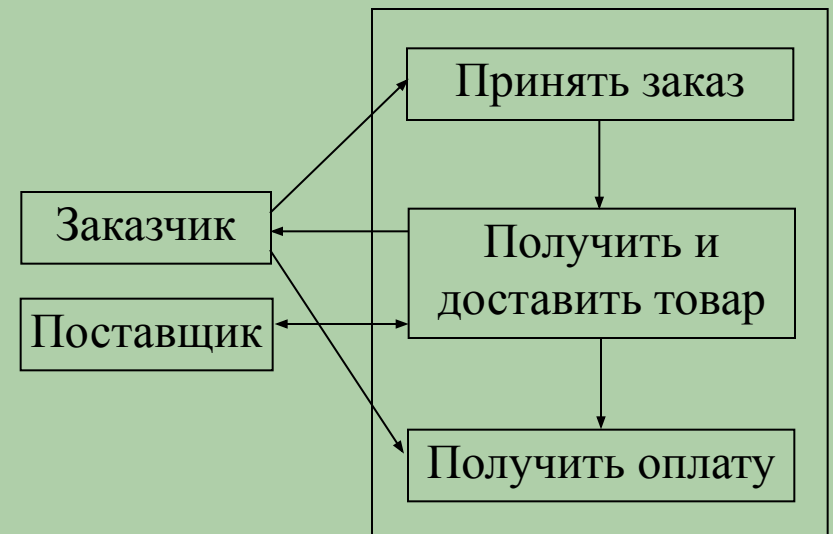 Принять заказ
Заказчик
Получить и
доставить товар
Поставщик
Получить оплату